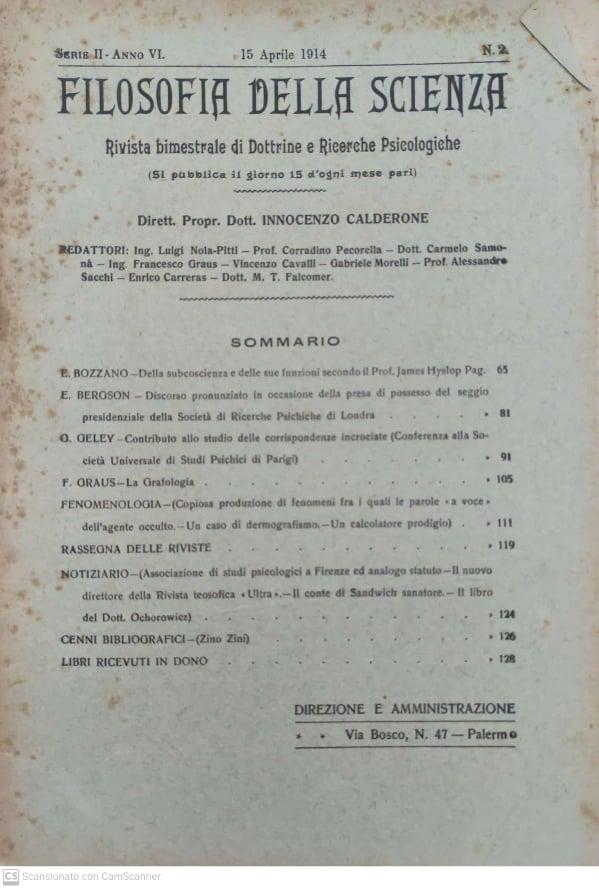 SERIE II - ANNO VI. 15 Aprile 1914 N. 2
FILOSOFIA DELLA SCIENZA
Rivista bimestrale di Dottrine e Ricerche Psicologiche
(Si pubblica il giorno 15 d'ogni mese pari)
Dirett. Propr. Dott. INNOCENZO CALDERONE
REDATTORI: Ing. Luigi Nola-Pitti — Prof. Corradino Pecorella — Dott. Carmelo Samo-
nà — Ing. Francesco Graus — Vincenzo Cavalli — Gabriele Morelli — Prof. Alessandro
Sacchi — Enrico Carreras — Dott. M. T. Falcomer.
SOMMARIO
E. BOZZANO — Della subcoscienza e delle sue funzioni secondo il Prof. James Hyslop Pag. 65
E. BERGSON — Discorso pronunziato in occasione della presa di possesso del seggio
presidenziale della Società di Ricerche Psichiche di Londra . . . . . » 81
G. GELEY — Contributo allo studio delle corrispondenze incrociate (Conferenza alla So-
cietà Universale di Studi Psichici di Parigi) . . . . . . . » 91
F. GRAUS — La Grafologia . . . . . . . . . . . » 105
FENOMENOLOGIA — (Copiosa produzione di fenomeni fra i quali le parole « a voce »
dell'agente occulto. — Un caso di dermografismo. — Un calcolatore prodigio) . » 111
RASSEGNA DELLE RIVISTE . . . . . . . . . . » 119
NOTIZIARIO — (Associazione di studi psicologici a Firenze ed analogo statuto — Il nuovo
direttore della Rivista teosofica « Ultra ». — Il conte di Sandwich sanatore. — Il libro
del Dott. Ochorowicz) . . . . . . . . . . . » 124
CENNI BIBLIOGRAFICI — (Zino Zini) . . . . . . . . » 126
LIBRI RICEVUTI IN DONO . . . . . . . . . . » 128
DIREZIONE E AMMINISTRAZIONE
* * Via Bosco, N. 47 — Palermo
CS Scansionato con CamScanner